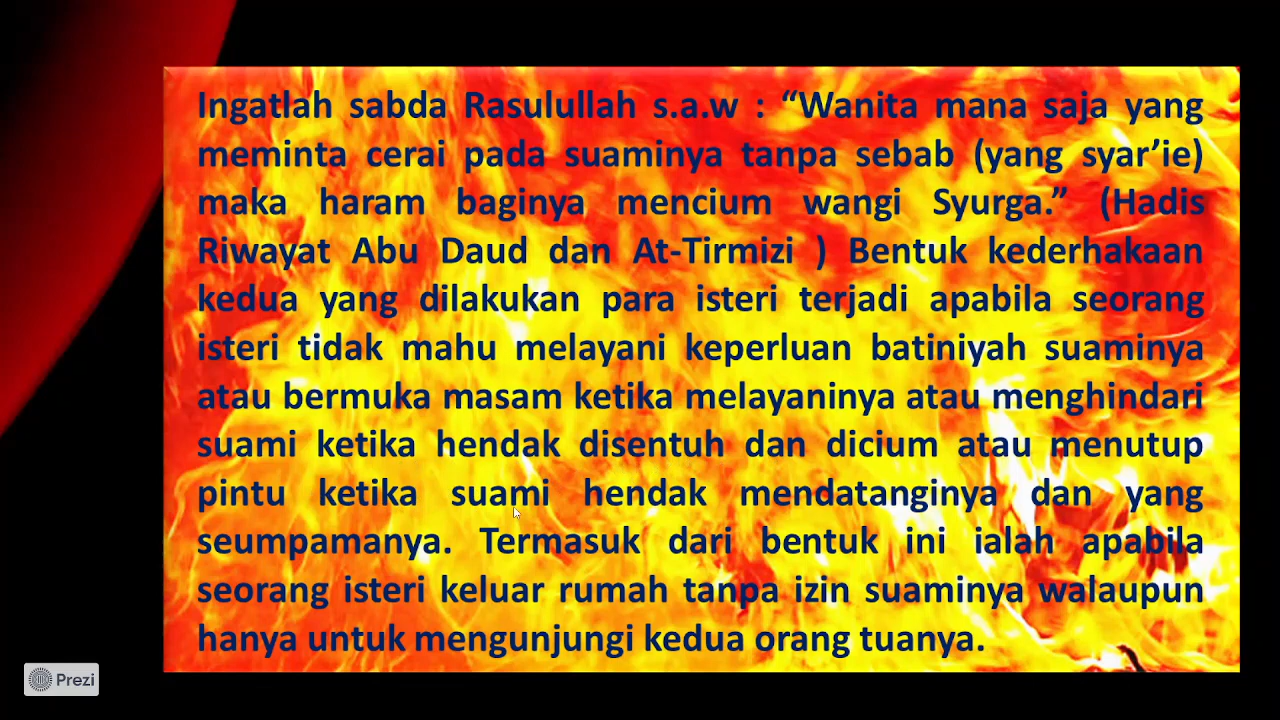 Ingatlah sabda Rasulullah s.a.w : “Wanita mana saja yang
meminta cerai pada suaminya tanpa sebab (yang syar’ie)
maka haram baginya mencium wangi Syurga.” (Hadis
Riwayat Abu Daud dan At-Tirmizi ) Bentuk kederhakaan
kedua yang dilakukan para isteri terjadi apabila seorang
isteri tidak mahu melayani keperluan batiniyah suaminya
atau bermuka masam ketika melayaninya atau menghindari
suami ketika hendak disentuh dan dicium atau menutup
pintu ketika suami hendak mendatanginya dan yang
seumpamanya. Termasuk dari bentuk ini ialah apabila
seorang isteri keluar rumah tanpa izin suaminya walaupun
hanya untuk mengunjungi kedua orang tuanya.
Prezi